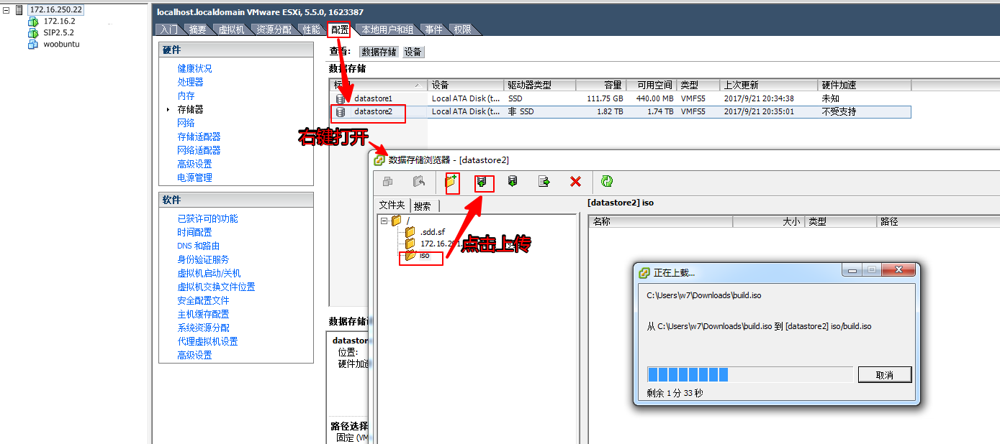 172.16.250.22
172.16.2
SIP2.5.2
woobuntu
localhost.localdomain VMware ESXi, 5.5.0, 1623387
入门 摘要 虚拟机 资源分配 性能 配置 本地用户和组 事件 权限
硬件
健康状况
处理器
内存
存储器
网络
存储适配器
网络适配器
高级设置
电源管理
软件
已获许可的功能
时间配置
DNS 和路由
身份验证服务
虚拟机启动/关机
虚拟机交换文件位置
安全配置文件
主机缓存配置
系统资源分配
代理虚拟机设置
高级设置
查看: 数据存储 设备
数据存储
设备 驱动器类型 容量 可用空间 类型 上次更新 硬件加速
datastore1 Local ATA Disk (t... SSD 111.75 GB 440.00 MB VMFS5 2017/9/21 20:34:38 未知
datastore2 Local ATA Disk (t... 非 SSD 1.82 TB 1.74 TB VMFS5 2017/9/21 20:35:01 不受支持
右键打开
数据存储浏览器 - [datastore2]
文件夹 搜索
/
.sdd.sf
172.16.2
iso
点击上传
[datastore2] iso
名称 大小 类型 路径
正在上载...
C:\Users\w7\Downloads\build.iso
从 C:\Users\w7\Downloads\build.iso 到 [datastore2] iso/build.iso
取消
剩余 1 分 33 秒
数据存储
datastor
位置:
硬件加速
路径选择
固定 (VM